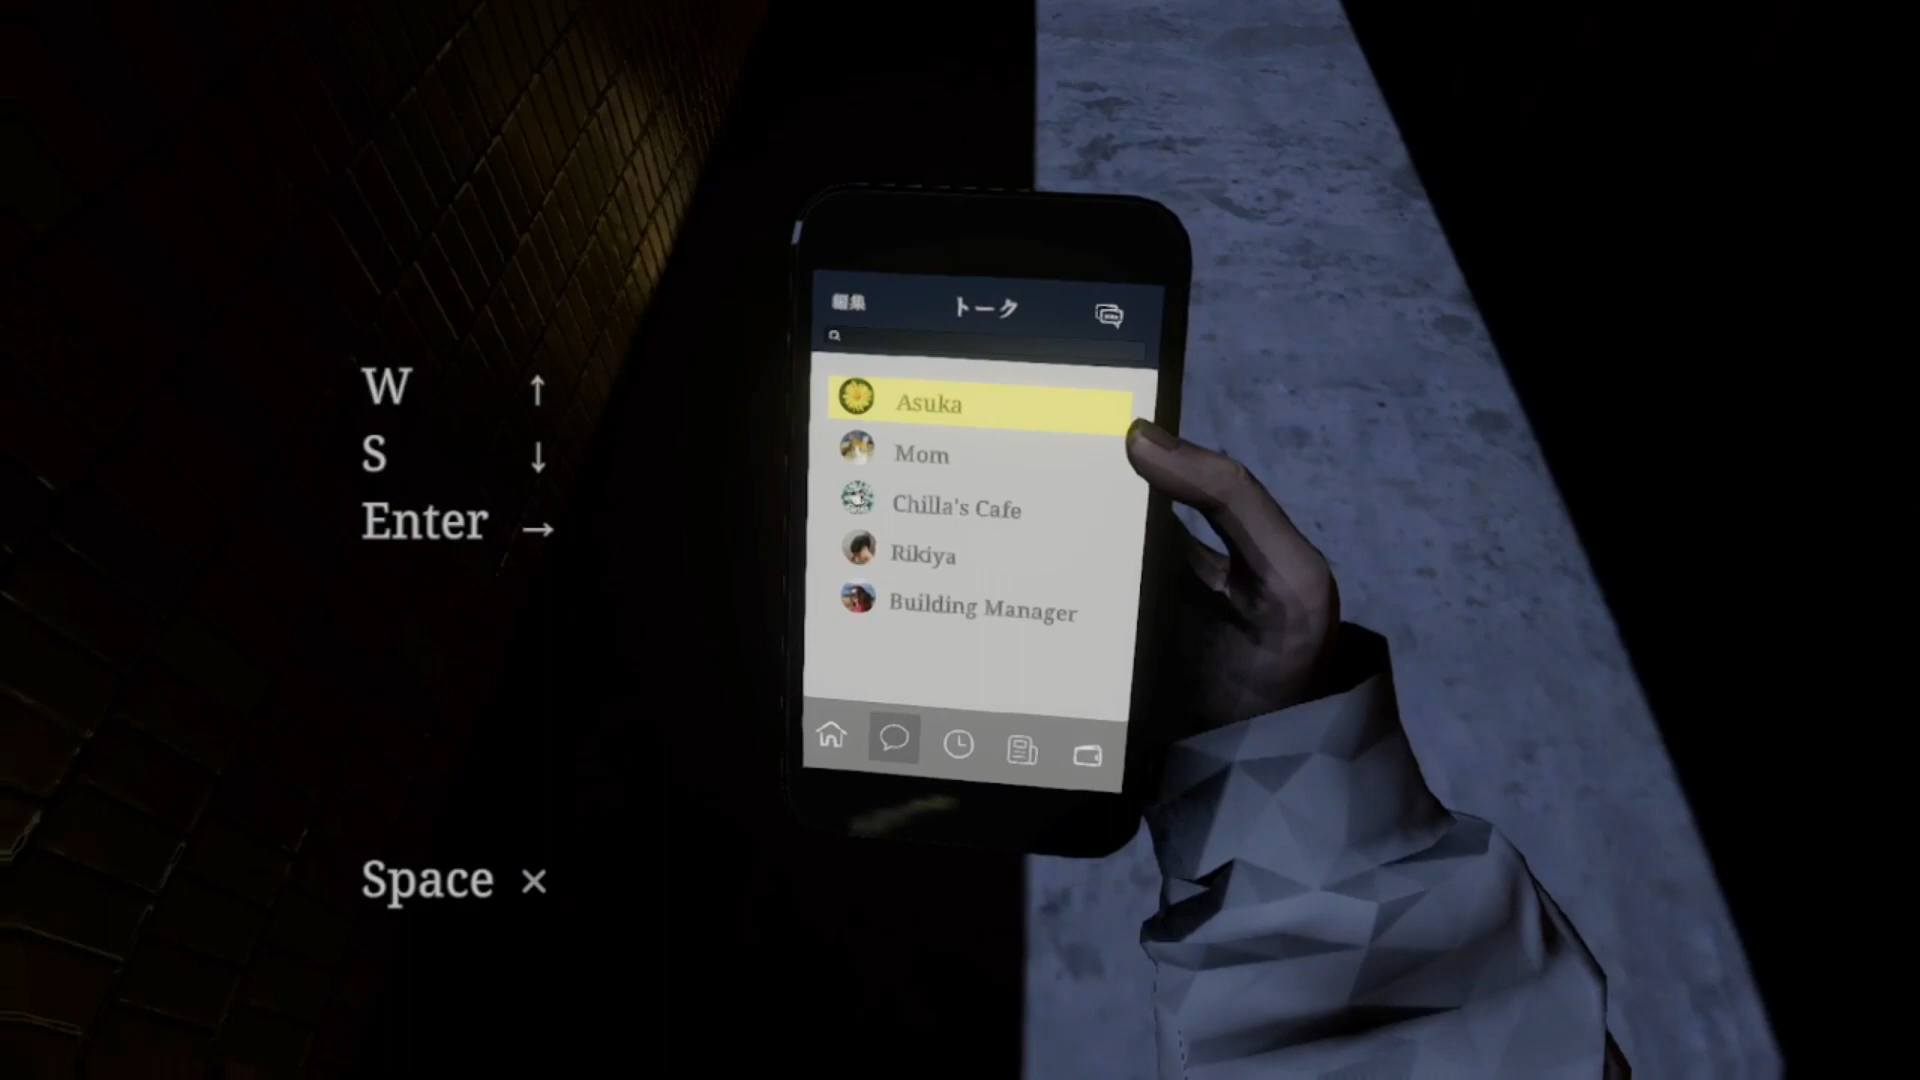 W ↑
S ↓
Enter →
Space ×
編集 トーク
Asuka
Mom
Chilla's Cafe
Rikiya
Building Manager